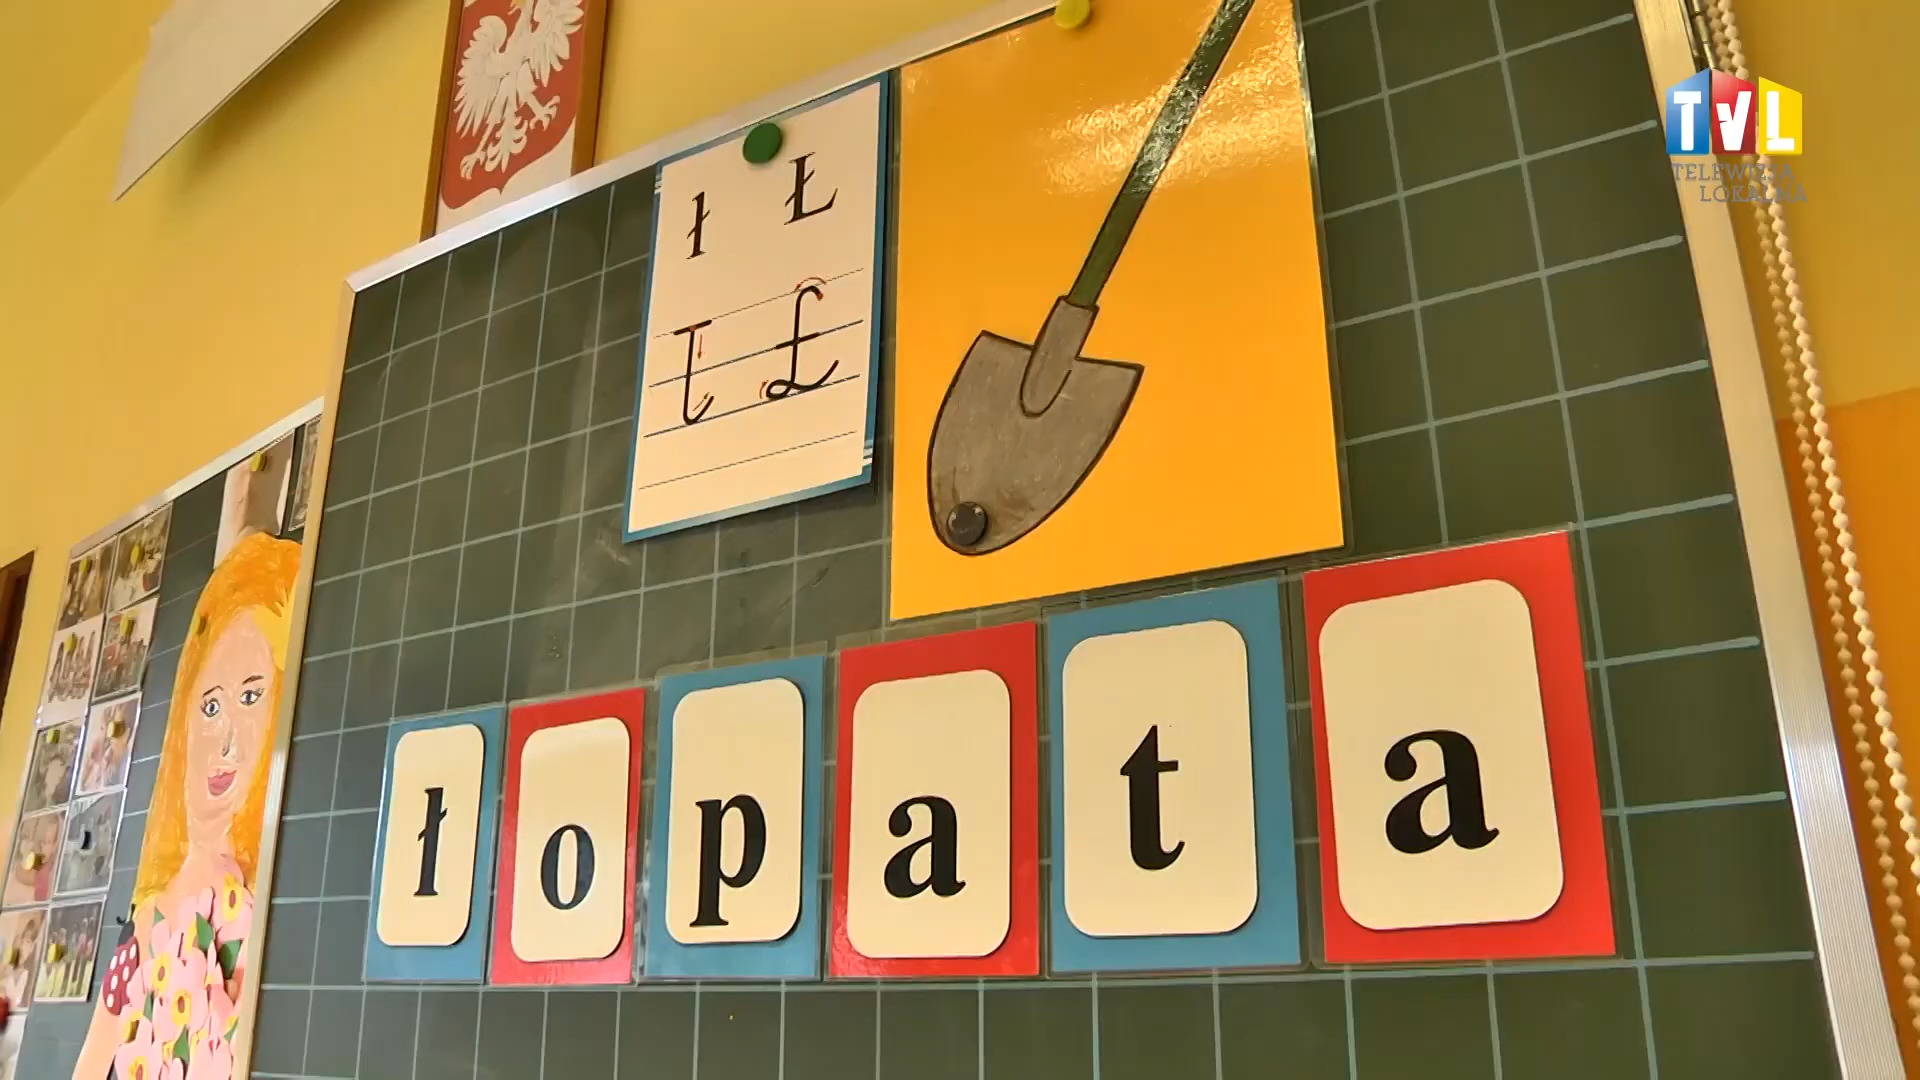 ł Ł
ł Ł
łopata
TVL
TELEWIZJA
LOKALNA